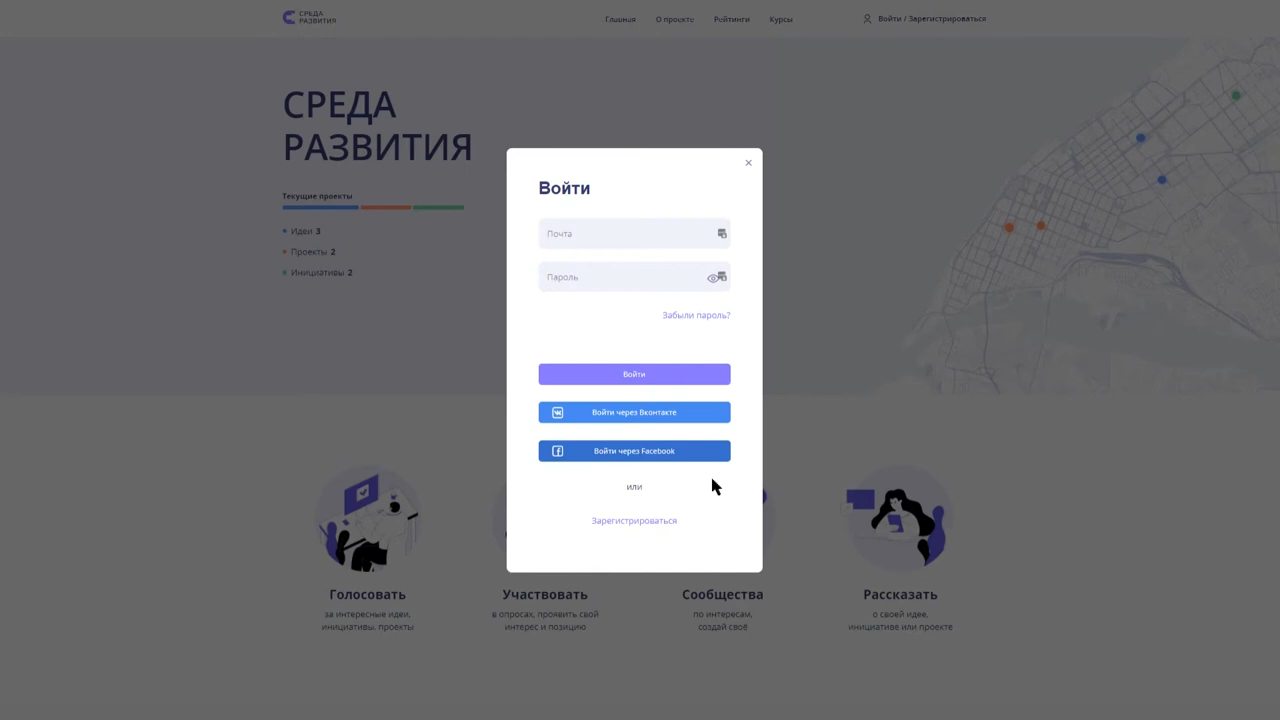 СРЕДА
РАЗВИТИЯ
Главная
О проекте
Рейтинги
Курсы
Войти / Зарегистрироваться
СРЕДА
РАЗВИТИЯ
Текущие проекты
Идеи 3
Проекты 2
Инициативы 2
Войти
Почта
Пароль
Забыли пароль?
Войти
Войти через Вконтакте
Войти через Facebook
или
Зарегистрироваться
Голосовать
за интересные идеи,
инициативы, проекты
Участвовать
в опросах, проявить свой
интерес и позицию
Сообщества
по интересам,
создай своё
Рассказать
о своей идее,
инициативе или проекте